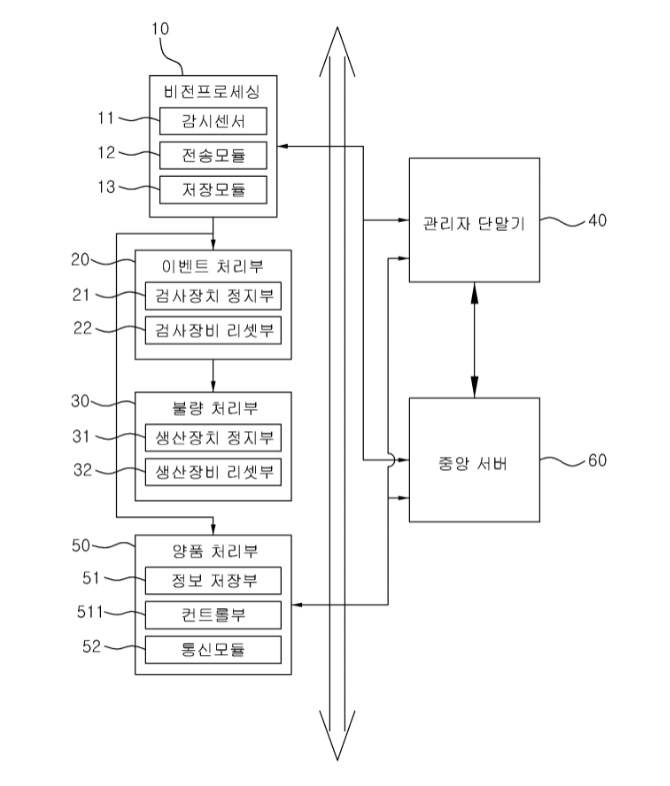 10
비전프로세싱
11 감시센서
12 전송모듈
13 저장모듈
20
이벤트 처리부
21 검사장치 정지부
22 검사장비 리셋부
30
불량 처리부
31 생산장치 정지부
32 생산장비 리셋부
50
양품 처리부
51 정보 저장부
511 컨트롤부
52 통신모듈
관리자 단말기 40
중앙 서버 60